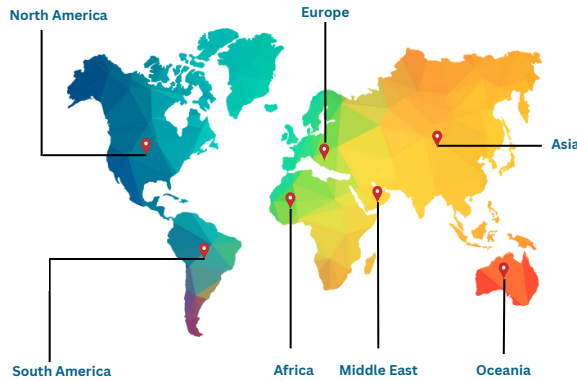 North America
Europe
Asia
South America
Africa
Middle East
Oceania